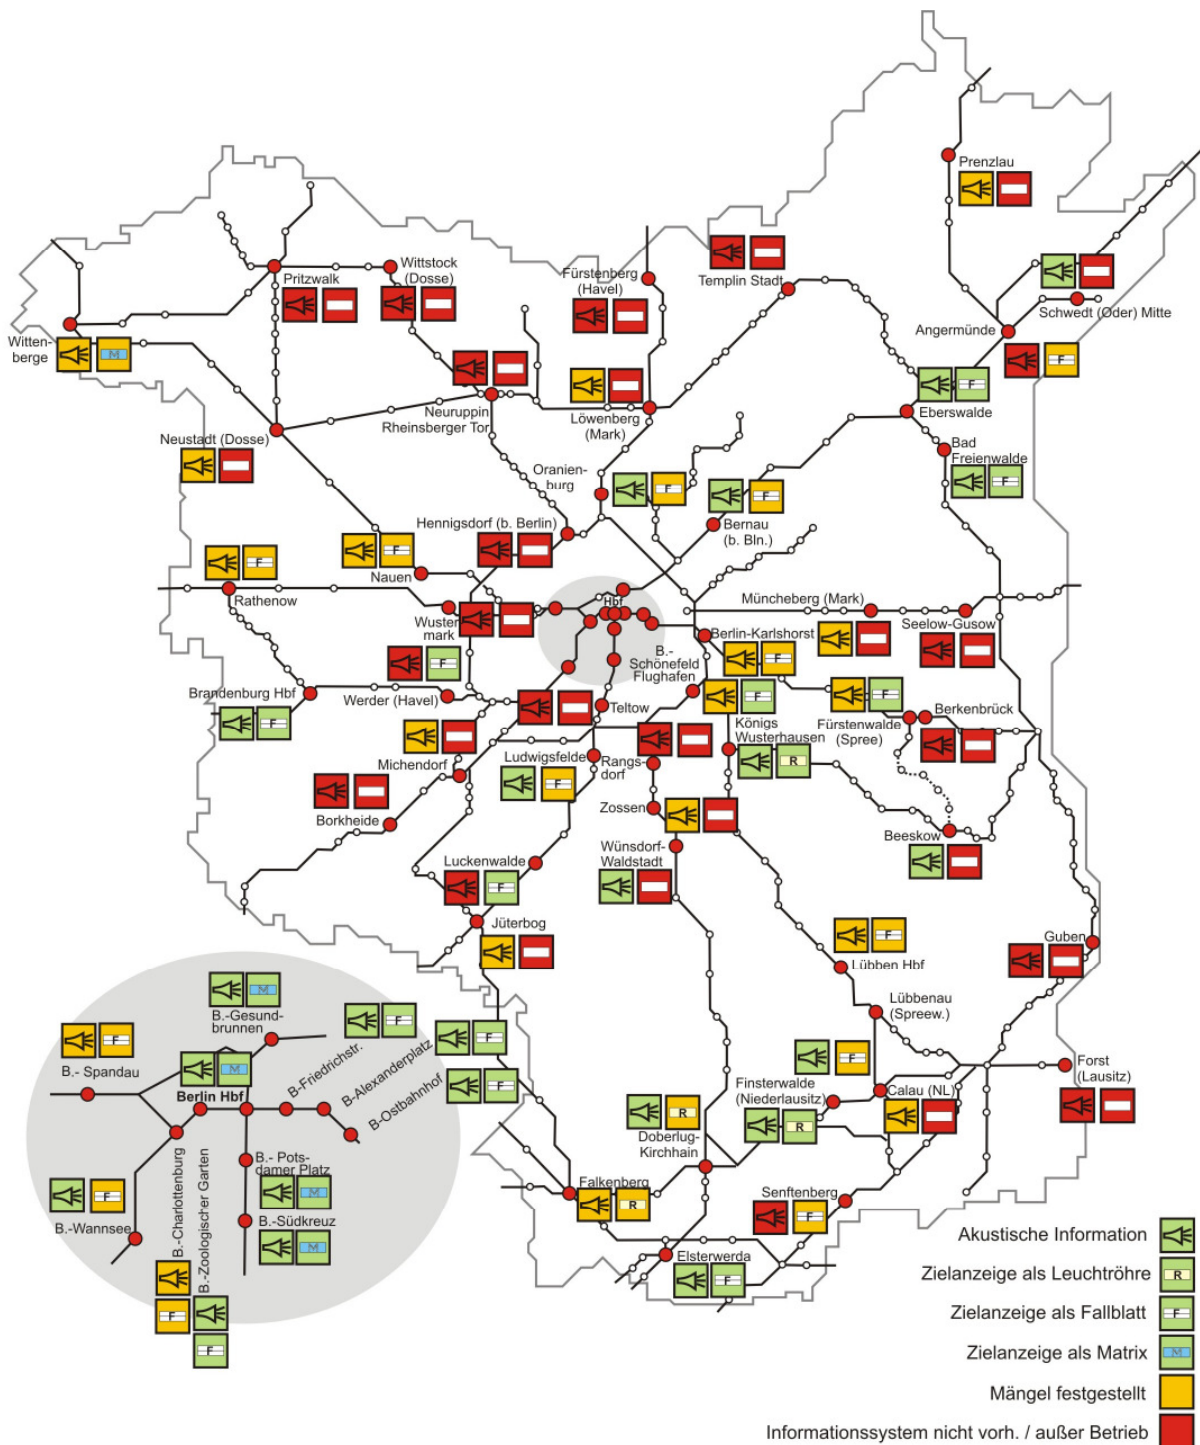 Prenzlau
Wittstock
(Dosse)
Pritzwalk
Fürstenberg
(Havel)
Templin Stadt
Schwedt (Oder) Mitte
Angermünde
Witten-
berge
M
F
F
Eberswalde
Neuruppin
Rheinsberger Tor
Löwenberg
(Mark)
Neustadt (Dosse)
Bad
Freienwalde
F
Oranien-
burg
F
F
Bernau
(b. Bln.)
Hennigsdorf (b. Berlin)
F
Nauen
F
Rathenow
Hbf
Wuster
mark
Müncheberg (Mark)
Seelow-Gusow
Berlin-Karlshorst
F
B.-
Schönefeld
Flughafen
F
F
Brandenburg Hbf
F
Werder (Havel)
F
Fürstenwalde
(Spree)
Berkenbrück
Teltow
Königs
Wusterhausen
R
Michendorf
Ludwigsfelde
F
Rangs-
dorf
Borkheide
Zossen
Beeskow
Wünsdorf-
Waldstadt
Luckenwalde
F
Jüterbog
F
Lübben Hbf
Guben
Lübbenau
(Spreew.)
M
B.-Gesund-
brunnen
F
B.- Spandau
F
B-Friedrichstr.
B-Alexanderplatz
F
B-Ostbahnhof
F
M
Berlin Hbf
F
Forst
(Lausitz)
Finsterwalde
(Niederlausitz)
R
Calau (NL)
R
Doberlug-
Kirchhain
B.- Pots-
damer Platz
M
B.-Südkreuz
M
F
B.-Wannsee
B.-Charlottenburg
F
B.-Zoologischer Garten
F
Falkenberg
R
Senftenberg
F
Elsterwerda
F
Akustische Information
Zielanzeige als Leuchtröhre
R
Zielanzeige als Fallblatt
F
Zielanzeige als Matrix
M
Mängel festgestellt
Informationssystem nicht vorh. / außer Betrieb